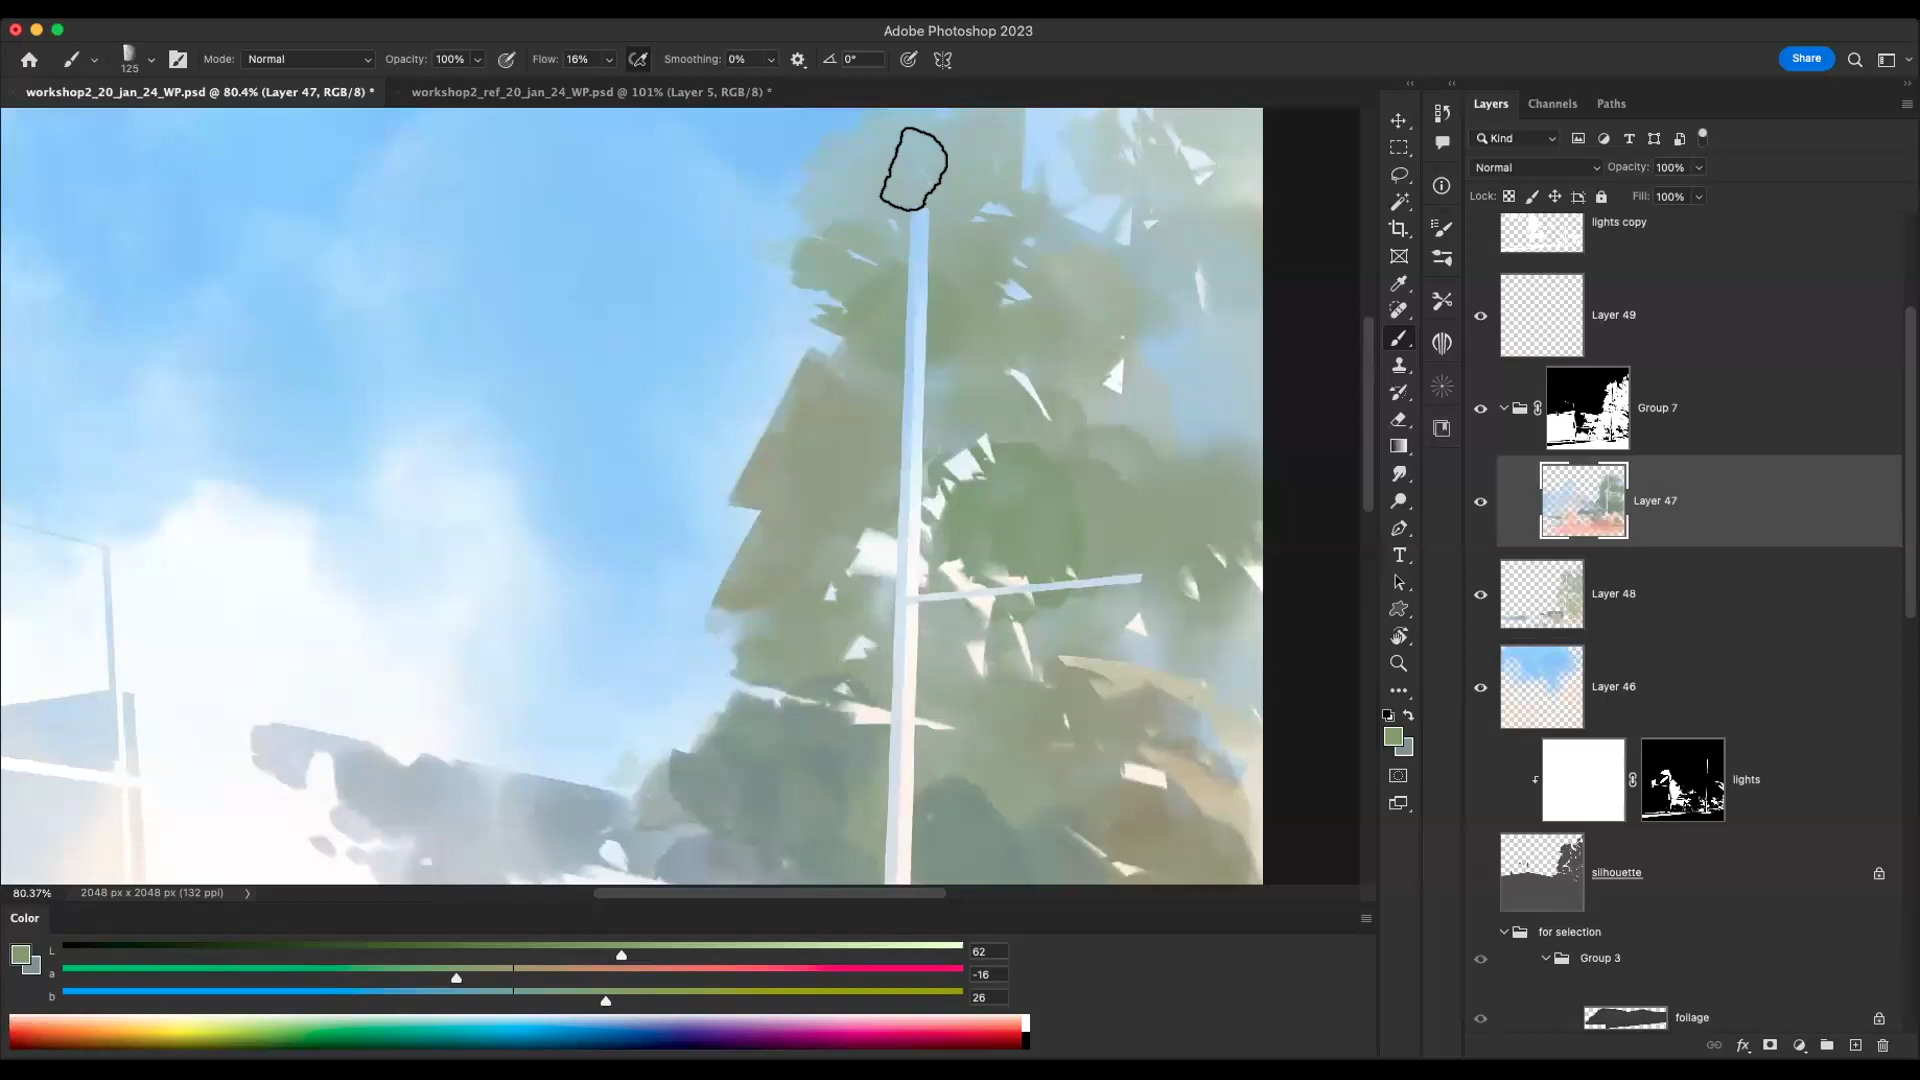 Adobe Photoshop 2023
125
Mode: Normal
Opacity: 100%
Flow: 16%
Smoothing: 0%
0°
Share
workshop2_20_jan_24_WP.psd @ 80.4% (Layer 47, RGB/8) *
workshop2_ref_20_jan_24_WP.psd @ 101% (Layer 5, RGB/8) *
Layers
Channels
Paths
Kind
Normal
Opacity: 100%
Lock:
Fill: 100%
lights copy
Layer 49
Group 7
Layer 47
Layer 48
Layer 46
lights
silhouette
for selection
Group 3
follage
80.37%
2048 px x 2048 px (132 ppi)
Color
L
62
a
-16
b
26
fx